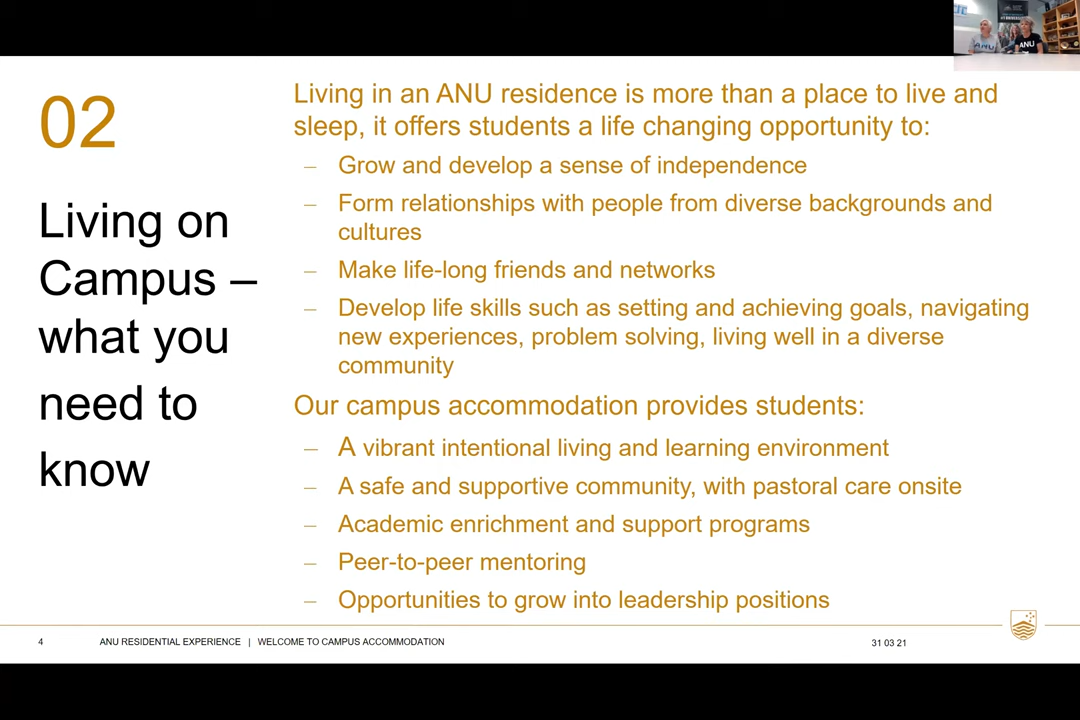 02
Living on
Campus –
what you
need to
know
Living in an ANU residence is more than a place to live and
sleep, it offers students a life changing opportunity to:
– Grow and develop a sense of independence
– Form relationships with people from diverse backgrounds and
cultures
– Make life-long friends and networks
– Develop life skills such as setting and achieving goals, navigating
new experiences, problem solving, living well in a diverse
community
Our campus accommodation provides students:
– A vibrant intentional living and learning environment
– A safe and supportive community, with pastoral care onsite
– Academic enrichment and support programs
– Peer-to-peer mentoring
– Opportunities to grow into leadership positions
4 ANU RESIDENTIAL EXPERIENCE | WELCOME TO CAMPUS ACCOMMODATION 31 03 21
ANU
ANU